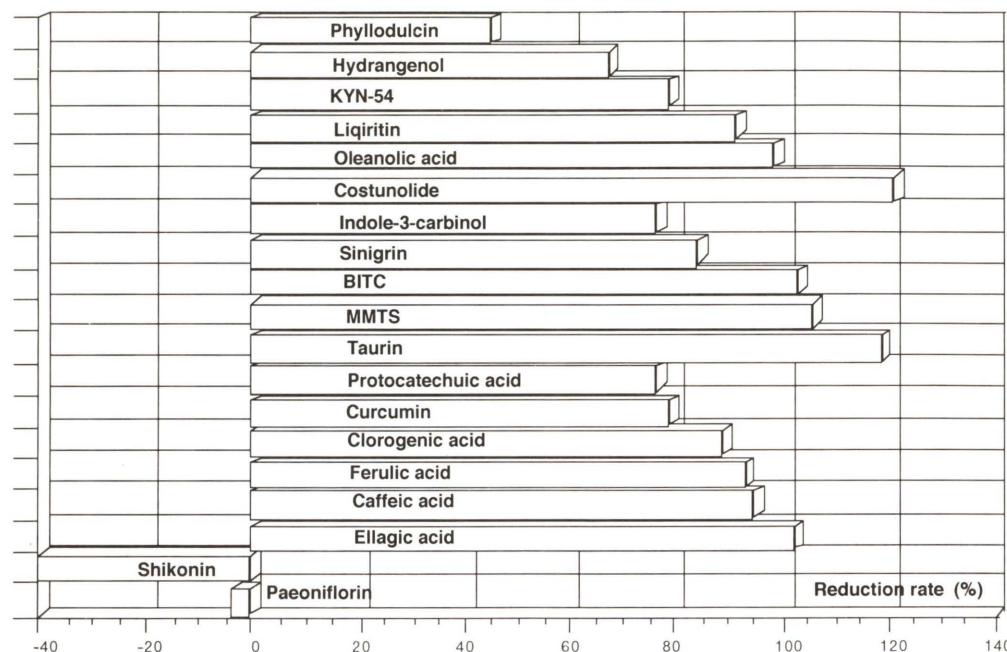 Phyllodulcin
Hydrangenol
KYN-54
Liqiritin
Oleanolic acid
Costunolide
Indole-3-carbinol
Sinigrin
BITC
MMTS
Taurin
Protocatechuic acid
Curcumin
Clorogenic acid
Ferulic acid
Caffeic acid
Ellagic acid
Shikonin
Paeoniflorin
Reduction rate (%)
-40 -20 0 20 40 60 80 100 120 140